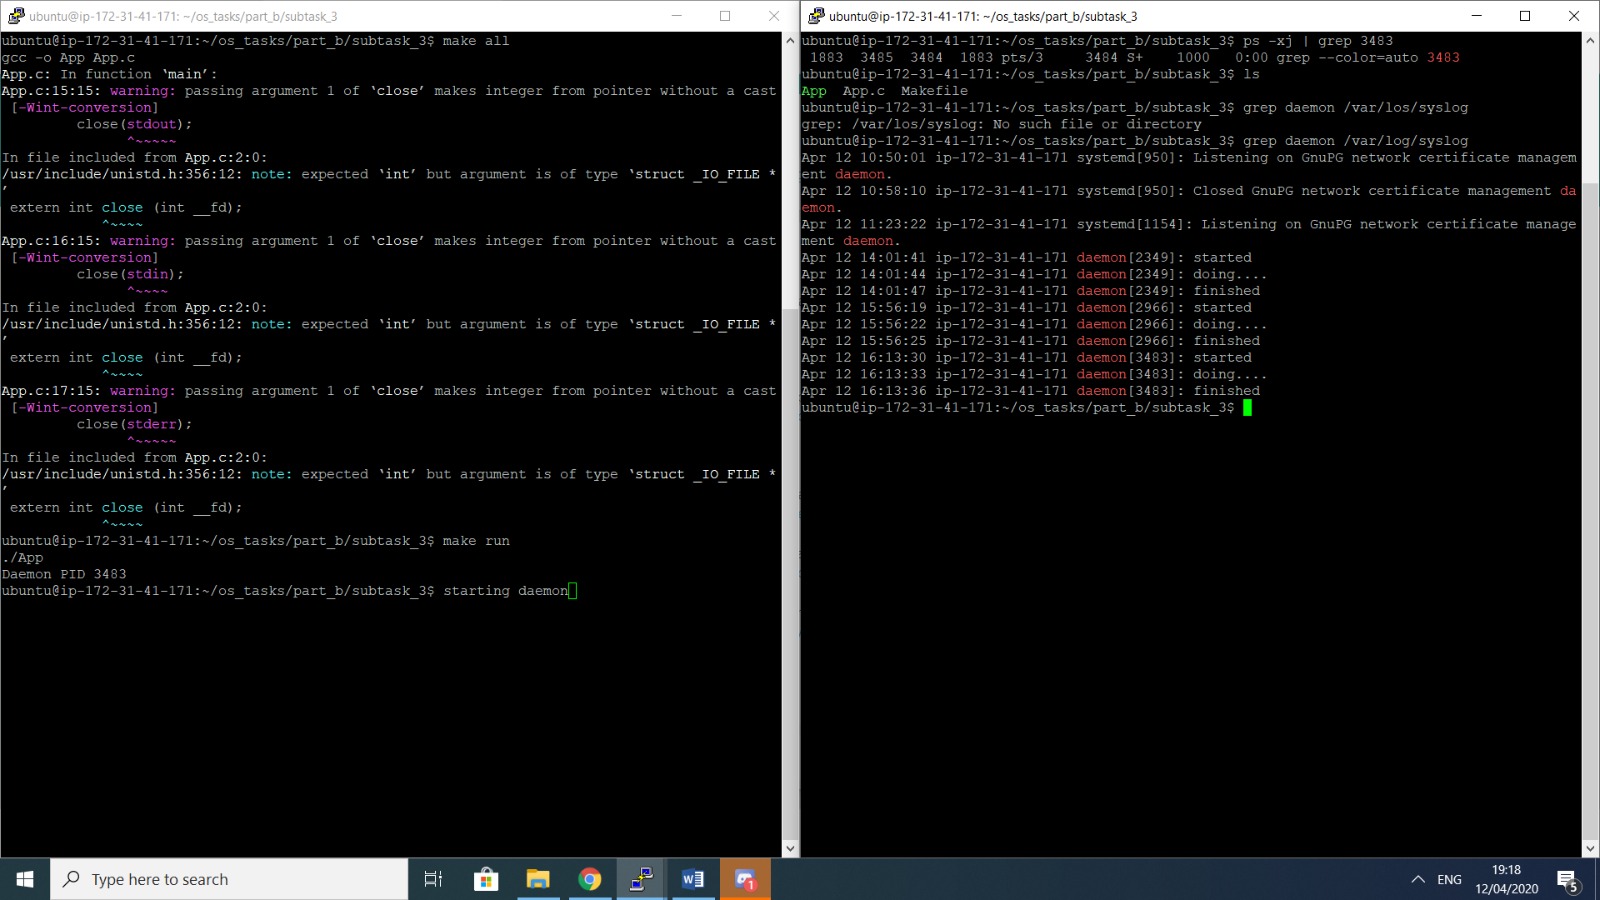 ubuntu@ip-172-31-41-171: ~/os_tasks/part_b/subtask_3
ubuntu@ip-172-31-41-171:~/os_tasks/part_b/subtask_3$ make all
gcc -o App App.c
App.c: In function ‘main’:
App.c:15:15: warning: passing argument 1 of ‘close’ makes integer from pointer without a cast
[-Wint-conversion]
close(stdout);
^~~~~~
In file included from App.c:2:0:
/usr/include/unistd.h:356:12: note: expected ‘int’ but argument is of type ‘struct _IO_FILE *
’
extern int close (int __fd);
^~~~~
App.c:16:15: warning: passing argument 1 of ‘close’ makes integer from pointer without a cast
[-Wint-conversion]
close(stdin);
^~~~~
In file included from App.c:2:0:
/usr/include/unistd.h:356:12: note: expected ‘int’ but argument is of type ‘struct _IO_FILE *
’
extern int close (int __fd);
^~~~~
App.c:17:15: warning: passing argument 1 of ‘close’ makes integer from pointer without a cast
[-Wint-conversion]
close(stderr);
^~~~~~
In file included from App.c:2:0:
/usr/include/unistd.h:356:12: note: expected ‘int’ but argument is of type ‘struct _IO_FILE *
’
extern int close (int __fd);
^~~~~
ubuntu@ip-172-31-41-171:~/os_tasks/part_b/subtask_3$ make run
./App
Daemon PID 3483
ubuntu@ip-172-31-41-171:~/os_tasks/part_b/subtask_3$ starting daemon
ubuntu@ip-172-31-41-171: ~/os_tasks/part_b/subtask_3
ubuntu@ip-172-31-41-171:~/os_tasks/part_b/subtask_3$ ps -xj | grep 3483
1883 3485 3484 1883 pts/3 3484 S+ 1000 0:00 grep --color=auto 3483
ubuntu@ip-172-31-41-171:~/os_tasks/part_b/subtask_3$ ls
App App.c Makefile
ubuntu@ip-172-31-41-171:~/os_tasks/part_b/subtask_3$ grep daemon /var/los/syslog
grep: /var/los/syslog: No such file or directory
ubuntu@ip-172-31-41-171:~/os_tasks/part_b/subtask_3$ grep daemon /var/log/syslog
Apr 12 10:50:01 ip-172-31-41-171 systemd[950]: Listening on GnuPG network certificate managem
ent daemon.
Apr 12 10:58:10 ip-172-31-41-171 systemd[950]: Closed GnuPG network certificate management da
emon.
Apr 12 11:23:22 ip-172-31-41-171 systemd[1154]: Listening on GnuPG network certificate manage
ment daemon.
Apr 12 14:01:41 ip-172-31-41-171 daemon[2349]: started
Apr 12 14:01:44 ip-172-31-41-171 daemon[2349]: doing....
Apr 12 14:01:47 ip-172-31-41-171 daemon[2349]: finished
Apr 12 15:56:19 ip-172-31-41-171 daemon[2966]: started
Apr 12 15:56:22 ip-172-31-41-171 daemon[2966]: doing....
Apr 12 15:56:25 ip-172-31-41-171 daemon[2966]: finished
Apr 12 16:13:30 ip-172-31-41-171 daemon[3483]: started
Apr 12 16:13:33 ip-172-31-41-171 daemon[3483]: doing....
Apr 12 16:13:36 ip-172-31-41-171 daemon[3483]: finished
ubuntu@ip-172-31-41-171:~/os_tasks/part_b/subtask_3$
Type here to search
W
1
ENG
19:18
12/04/2020
5